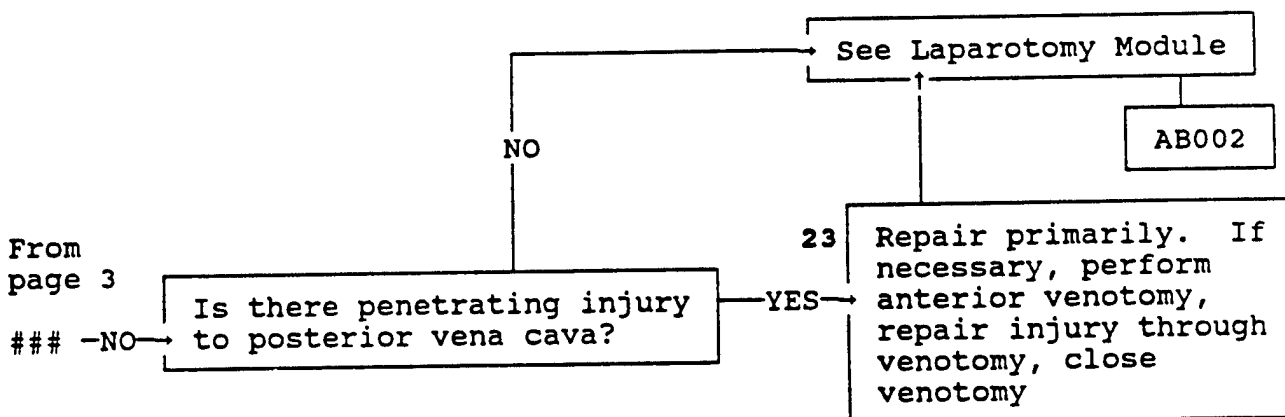 See Laparotomy Module
AB002
NO
From
page 3
### NO
Is there penetrating injury
to posterior vena cava?
YES
23
Repair primarily. If
necessary, perform
anterior venotomy,
repair injury through
venotomy, close
venotomy